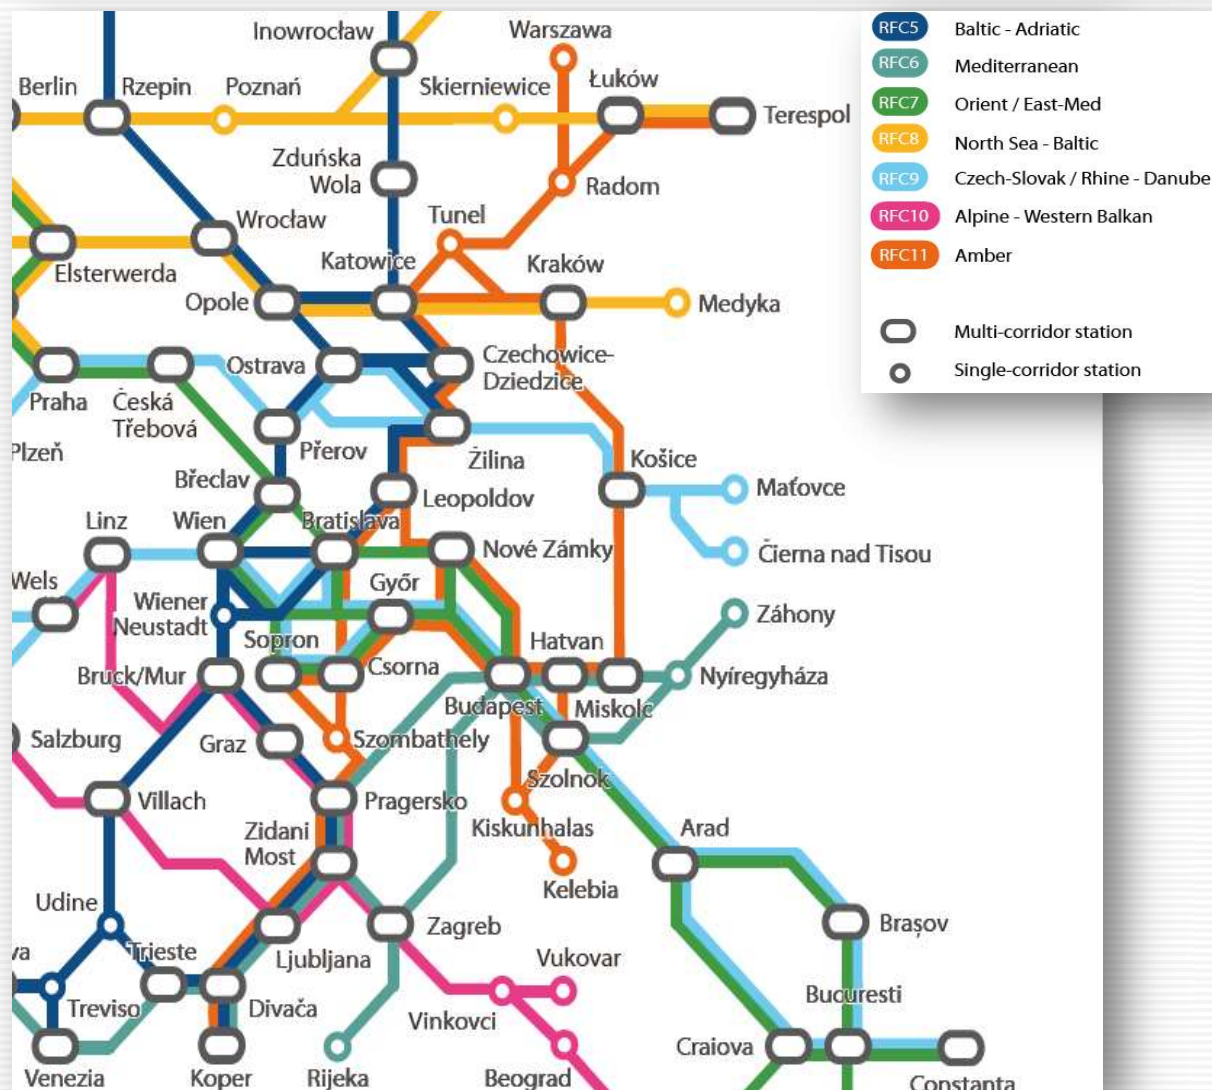 Inowrocław
Warszawa
Berlin
Rzepin
Poznań
Skierniewice
Łuków
Terespol
Zduńska
Wola
Radom
Wrocław
Tunel
Elsterwerda
Katowice
Kraków
Opole
Medyka
Ostrava
Czechowice-
Dziedzice
Praha
Česká
Třebová
Plzeň
Přerov
Žilina
Košice
Břeclav
Leopoldov
Maťovce
Linz
Wien
Bratislava
Nové Zámky
Čierna nad Tisou
Wels
Győr
Wiener
Neustadt
Záhony
Sopron
Hatvan
Bruck/Mur
Csorna
Nyíregyháza
Budapest
Miskolc
Salzburg
Graz
Szombathely
Szolnok
Villach
Pragersko
Zidani
Most
Kiskunhalas
Arad
Kelebia
Udine
Zagreb
Brașov
va
Trieste
Ljubljana
Vukovar
Treviso
Divača
Vinkovci
Bucuresti
Craiova
Venezia
Koper
Rijeka
Beograd
Constanta
RFC5 Baltic - Adriatic
RFC6 Mediterranean
RFC7 Orient / East-Med
RFC8 North Sea - Baltic
RFC9 Czech-Slovak / Rhine - Danube
RFC10 Alpine - Western Balkan
RFC11 Amber
Multi-corridor station
Single-corridor station